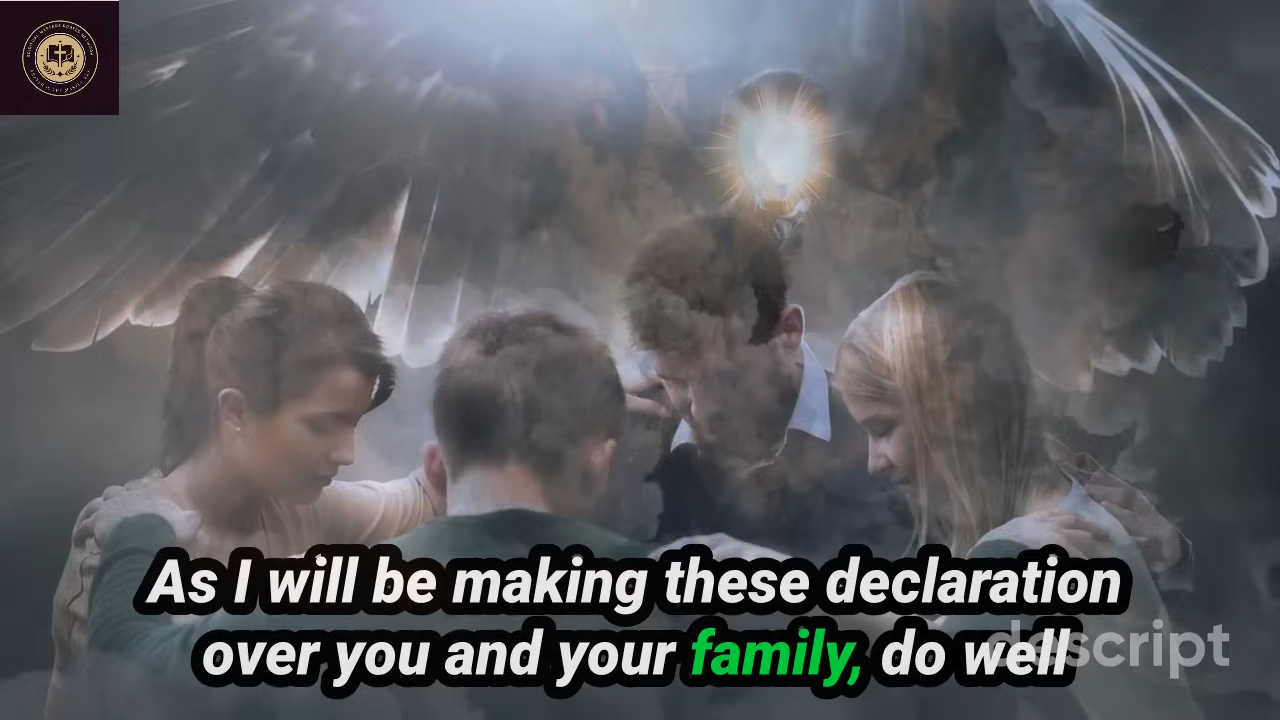 As I will be making these declaration
over you and your family, do well
descript